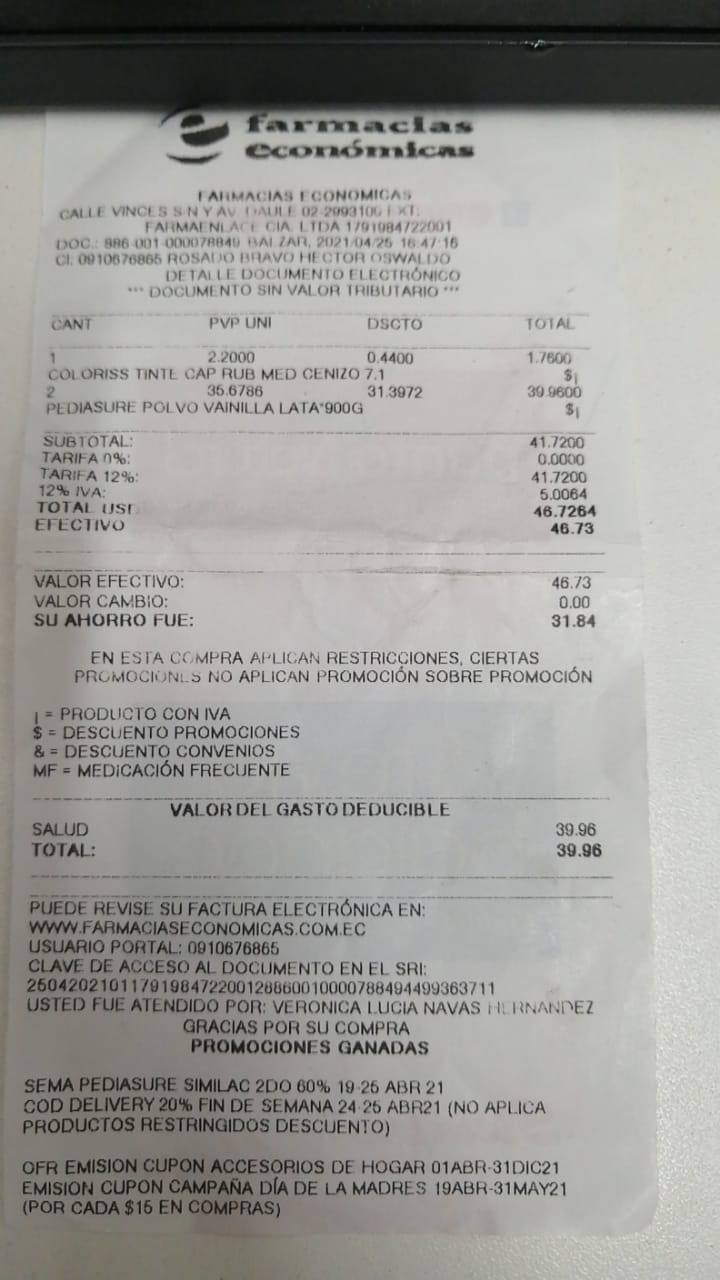 farmacias
económicas
FARMACIAS ECONOMICAS
CALLE VINCES S-N Y AV. DAULE 02-2993100 EXT:
FARMAENLACE CIA. LTDA 1791984722001
DOC.: 886-001-000078849 BALZAR, 2021/04/25 16:47:16
CI: 0910676865 ROSADO BRAVO HECTOR OSWALDO
DETALLE DOCUMENTO ELECTRÓNICO
*** DOCUMENTO SIN VALOR TRIBUTARIO ***
CANT PVP UNI DSCTO TOTAL
1 2.2000 0.4400 1.7600
COLORISS TINTE CAP RUB MED CENIZO 7.1 $¡
2 35.6786 31.3972 39.9600
PEDIASURE POLVO VAINILLA LATA*900G $¡
SUBTOTAL: 41.7200
TARIFA 0%: 0.0000
TARIFA 12%: 41.7200
12% IVA: 5.0064
TOTAL USD 46.7264
EFECTIVO 46.73
VALOR EFECTIVO: 46.73
VALOR CAMBIO: 0.00
SU AHORRO FUE: 31.84
EN ESTA COMPRA APLICAN RESTRICCIONES, CIERTAS
PROMOCIONES NO APLICAN PROMOCIÓN SOBRE PROMOCIÓN
¡ = PRODUCTO CON IVA
$ = DESCUENTO PROMOCIONES
& = DESCUENTO CONVENIOS
MF = MEDICACIÓN FRECUENTE
VALOR DEL GASTO DEDUCIBLE
SALUD 39.96
TOTAL: 39.96
PUEDE REVISE SU FACTURA ELECTRÓNICA EN:
WWW.FARMACIASECONOMICAS.COM.EC
USUARIO PORTAL: 0910676865
CLAVE DE ACCESO AL DOCUMENTO EN EL SRI:
2504202101179198472200128860010000788494499363711
USTED FUE ATENDIDO POR: VERONICA LUCIA NAVAS HERNANDEZ
GRACIAS POR SU COMPRA
PROMOCIONES GANADAS
SEMA PEDIASURE SIMILAC 2DO 60% 19-25 ABR 21
COD DELIVERY 20% FIN DE SEMANA 24-25 ABR21 (NO APLICA
PRODUCTOS RESTRINGIDOS DESCUENTO)
OFR EMISION CUPON ACCESORIOS DE HOGAR 01ABR-31DIC21
EMISION CUPON CAMPAÑA DÍA DE LA MADRES 19ABR-31MAY21
(POR CADA $15 EN COMPRAS)